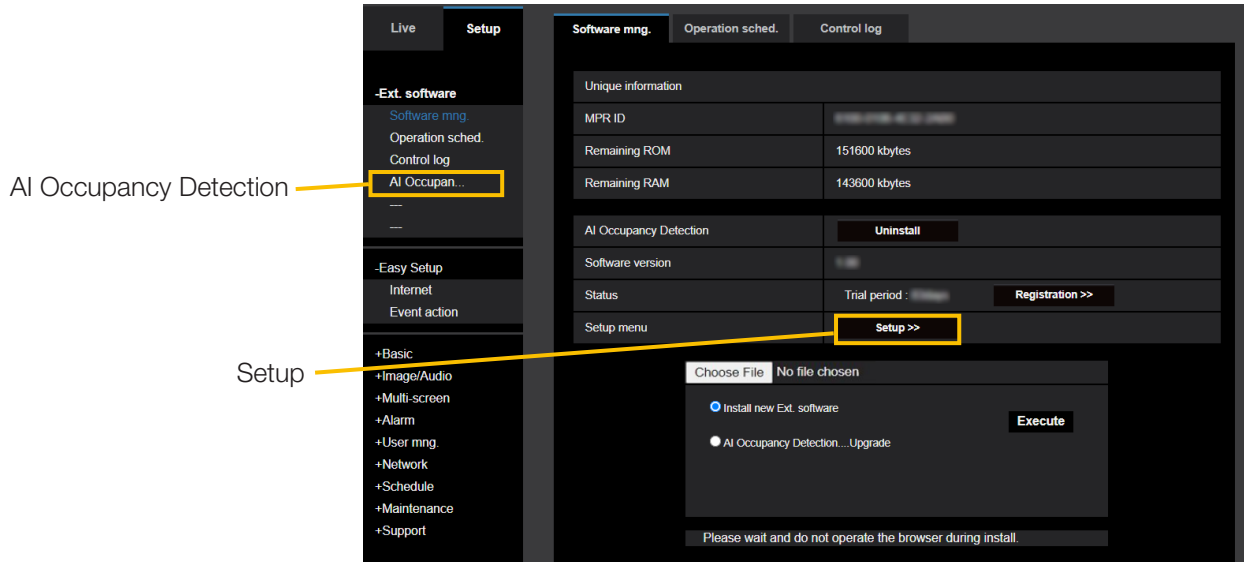 Live Setup
Software mng. Operation sched. Control log
-Ext. software
Software mng.
Operation sched.
Control log
AI Occupan...
---
---
-Easy Setup
Internet
Event action
+Basic
+Image/Audio
+Multi-screen
+Alarm
+User mng.
+Network
+Schedule
+Maintenance
+Support
AI Occupancy Detection
Setup
Unique information
MPR ID
Remaining ROM 151600 kbytes
Remaining RAM 143600 kbytes
AI Occupancy Detection Uninstall
Software version
Status Trial period : Registration >>
Setup menu Setup >>
Choose File No file chosen
Install new Ext. software
Execute
AI Occupancy Detection....Upgrade
Please wait and do not operate the browser during install.